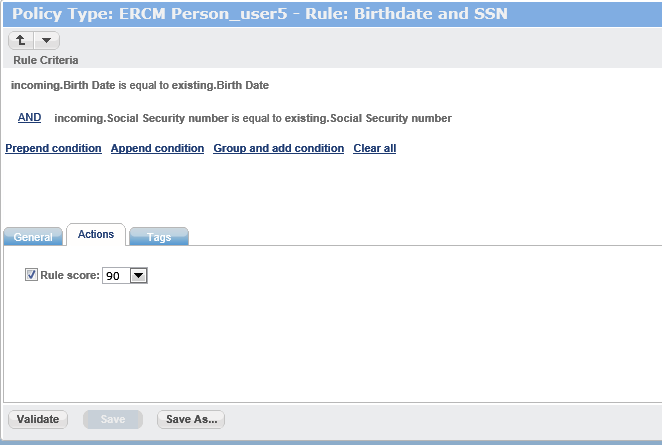 Policy Type: ERCM Person_user5 - Rule: Birthdate and SSN
Rule Criteria
incoming.Birth Date is equal to existing.Birth Date
AND incoming.Social Security number is equal to existing.Social Security number
Prepend condition Append condition Group and add condition Clear all
General Actions Tags
Rule score: 90
Validate Save Save As...